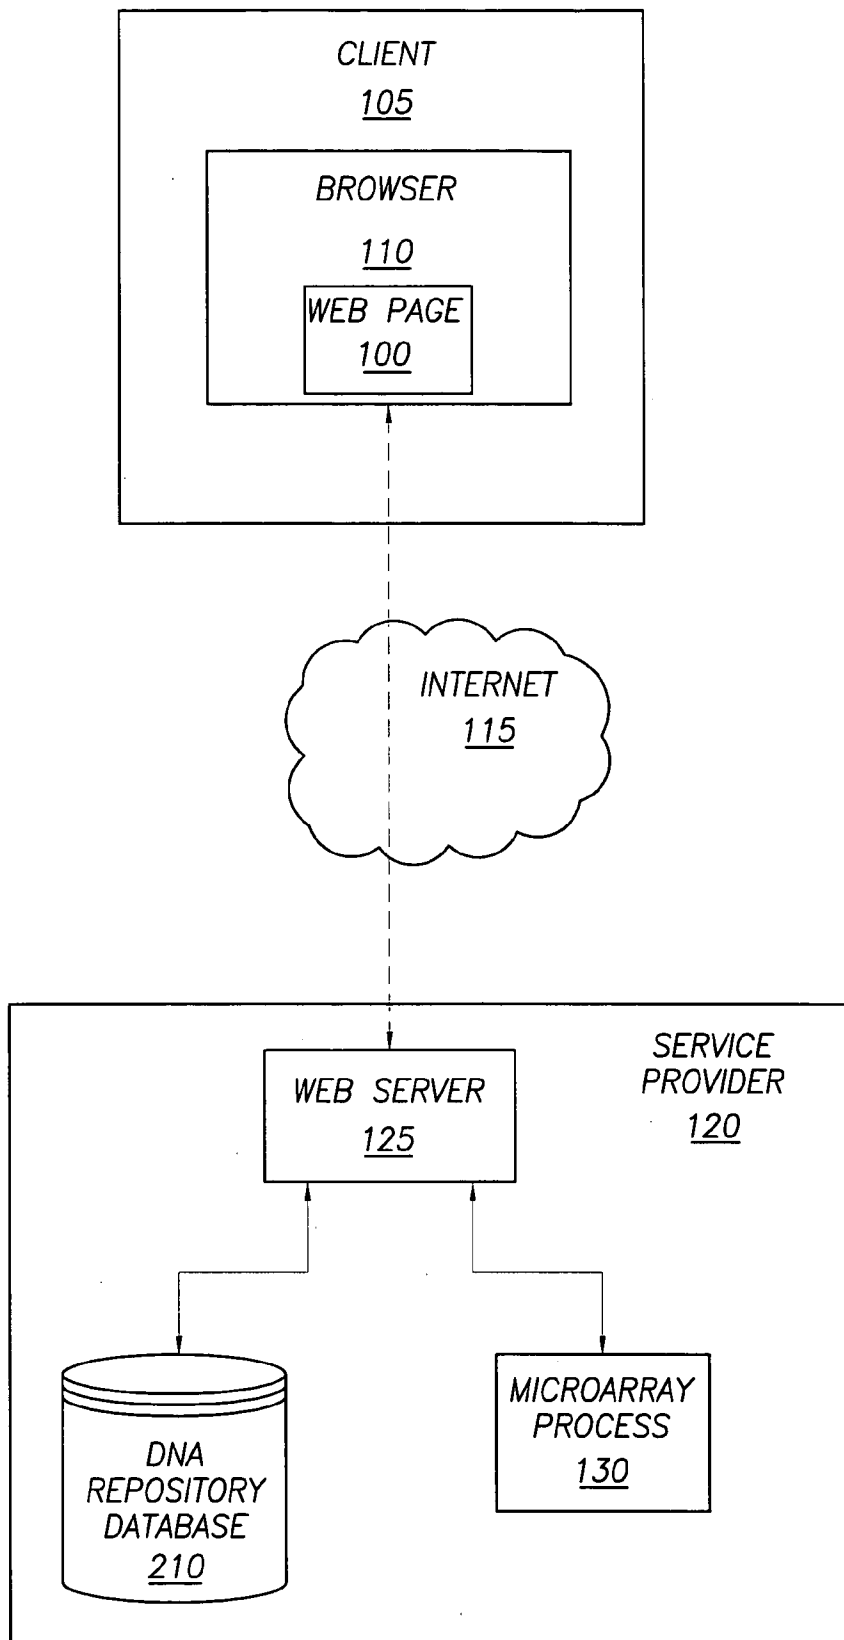 CLIENT
105
BROWSER
110
WEB PAGE
100
INTERNET
115
SERVICE
PROVIDER
120
WEB SERVER
125
DNA
REPOSITORY
DATABASE
210
MICROARRAY
PROCESS
130